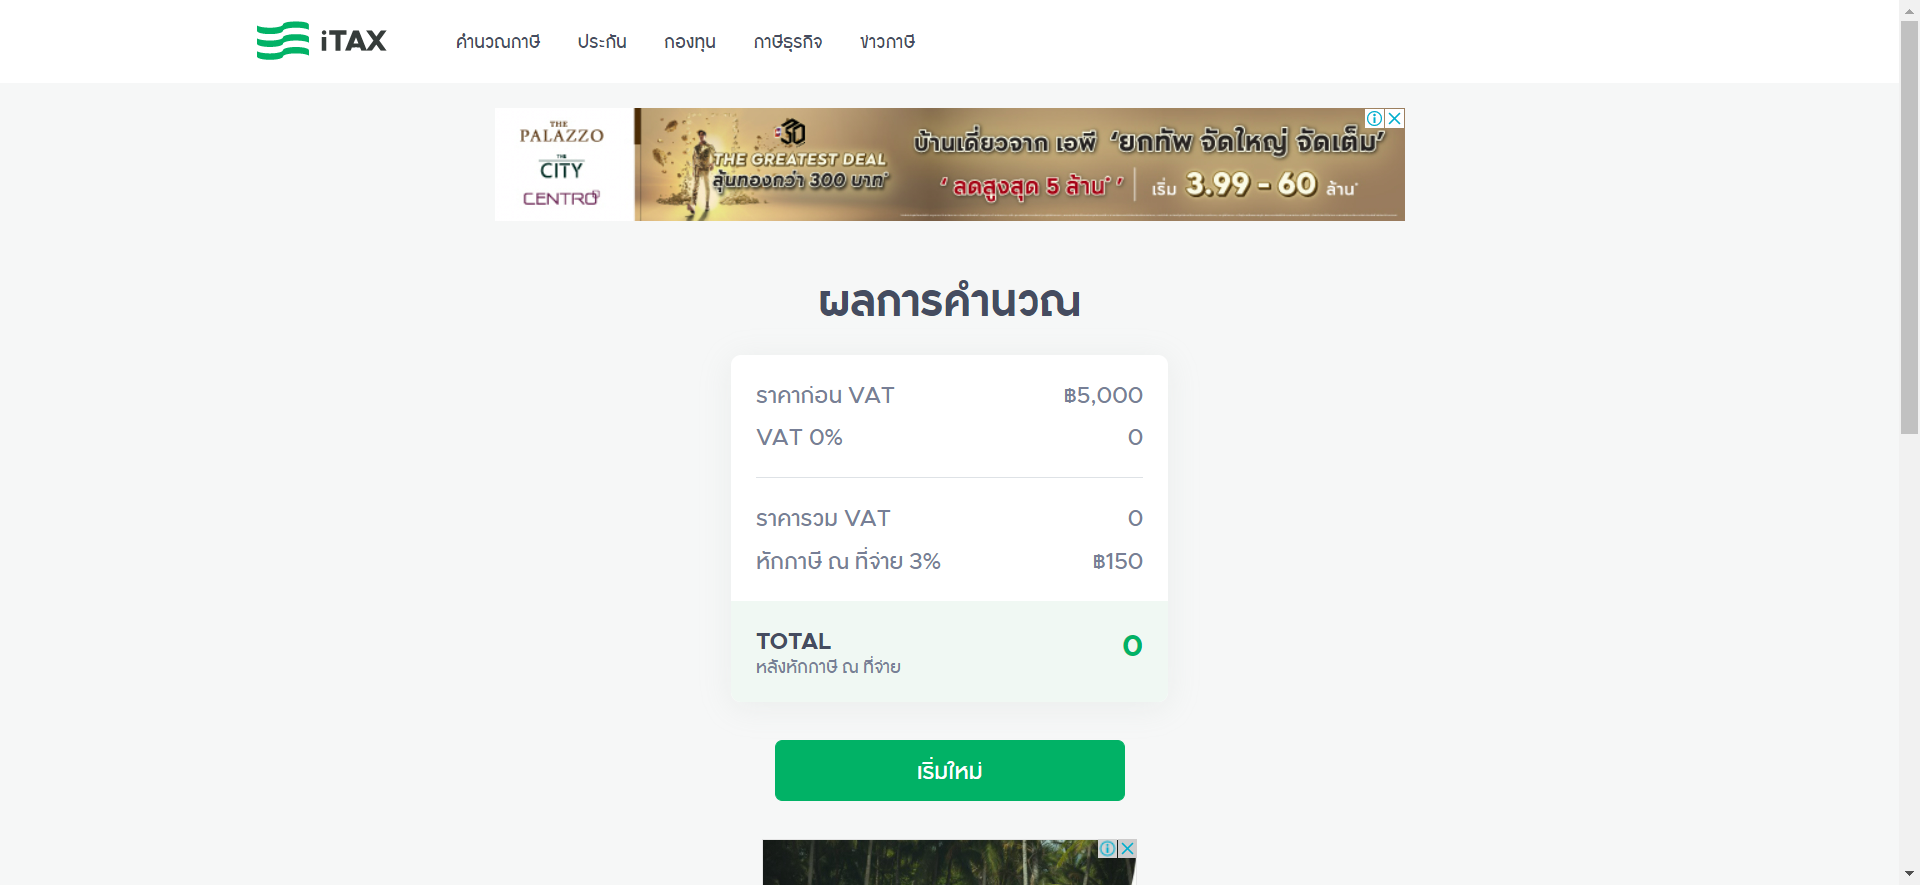 iTAX
คำนวณภาษี ประกัน กองทุน ภาษีธุรกิจ ข่าวภาษี
THE
PALAZZO
THE
CITY
CENTRO
THE GREATEST DEAL
ลุ้นทองกว่า 300 บาท*
บ้านเดี่ยวจาก เอพี ‘ยกทัพ จัดใหญ่ จัดเต็ม’
‘ ลดสูงสุด 5 ล้าน* ’ เริ่ม 3.99 - 60 ล้าน*
ผลการคำนวณ
ราคาก่อน VAT ฿5,000
VAT 0% 0
ราคารวม VAT 0
หักภาษี ณ ที่จ่าย 3% ฿150
TOTAL 0
หลังหักภาษี ณ ที่จ่าย
เริ่มใหม่